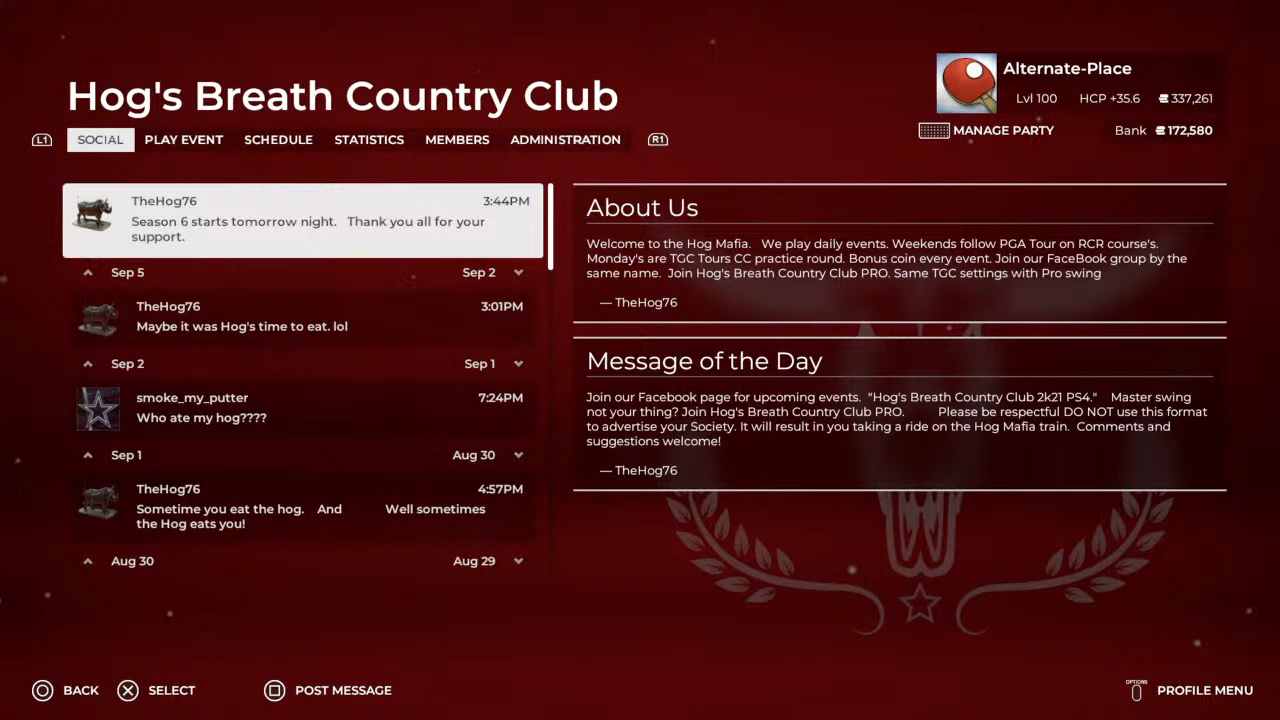 Hog's Breath Country Club
Alternate-Place
Lvl 100 HCP +35.6 337,261
MANAGE PARTY Bank 172,580
L1 SOCIAL PLAY EVENT SCHEDULE STATISTICS MEMBERS ADMINISTRATION R1
TheHog76 3:44PM
Season 6 starts tomorrow night. Thank you all for your
support.
Sep 5 Sep 2
TheHog76 3:01PM
Maybe it was Hog's time to eat. lol
Sep 2 Sep 1
smoke_my_putter 7:24PM
Who ate my hog????
Sep 1 Aug 30
TheHog76 4:57PM
Sometime you eat the hog. And Well sometimes
the Hog eats you!
Aug 30 Aug 29
About Us
Welcome to the Hog Mafia. We play daily events. Weekends follow PGA Tour on RCR course's.
Monday's are TGC Tours CC practice round. Bonus coin every event. Join our FaceBook group by the
same name. Join Hog's Breath Country Club PRO. Same TGC settings with Pro swing
— TheHog76
Message of the Day
Join our Facebook page for upcoming events. "Hog's Breath Country Club 2k21 PS4." Master swing
not your thing? Join Hog's Breath Country Club PRO. Please be respectful DO NOT use this format
to advertise your Society. It will result in you taking a ride on the Hog Mafia train. Comments and
suggestions welcome!
— TheHog76
BACK SELECT POST MESSAGE OPTIONS PROFILE MENU